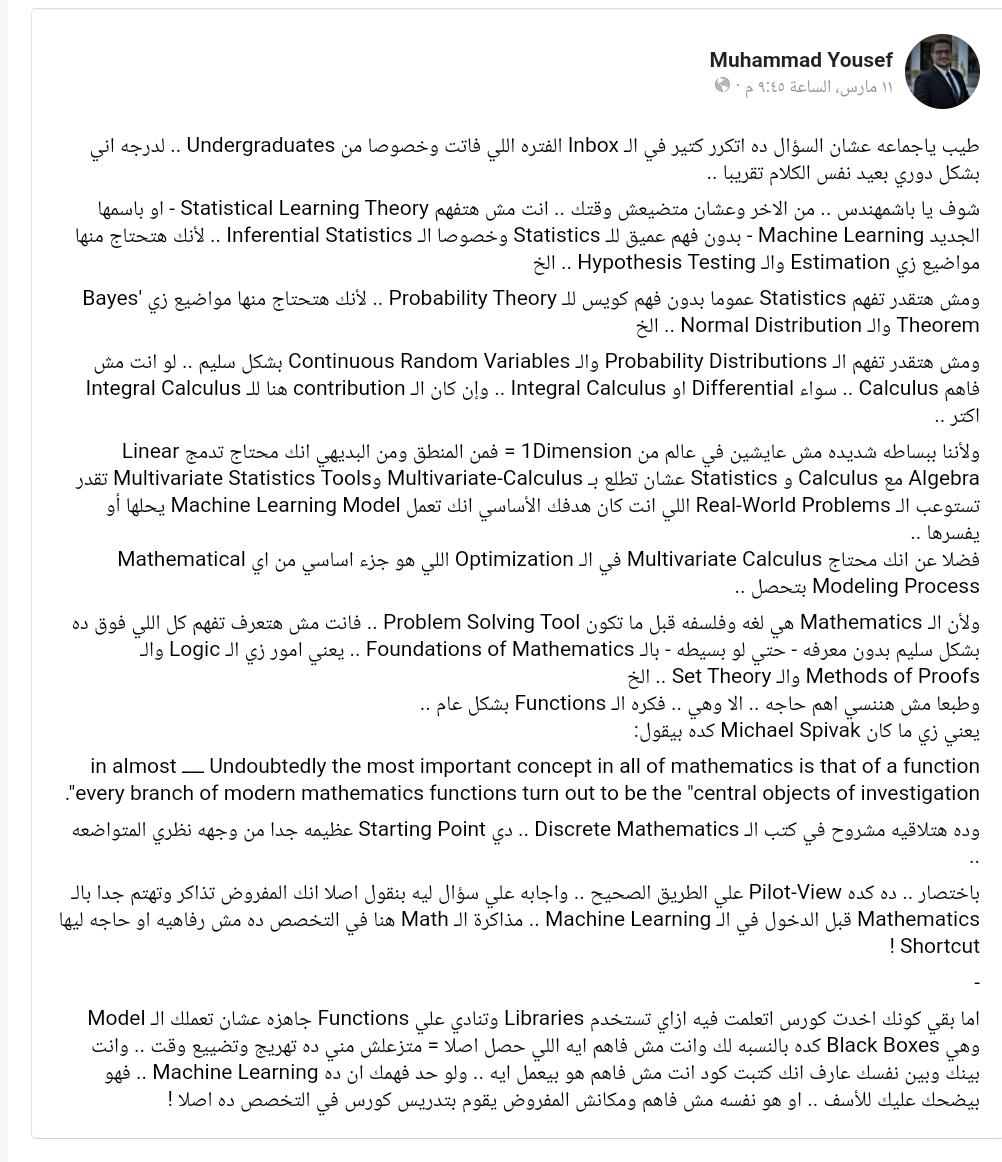 Muhammad Yousef
١١ مارس، الساعة ٩:٤٥ م ·
طيب ياجماعه عشان السؤال ده اتكرر كتير في الـ Inbox الفتره اللي فاتت وخصوصا من Undergraduates .. لدرجه اني
بشكل دوري بعيد نفس الكلام تقريبا ..
شوف يا باشمهندس .. من الاخر وعشان متضيعش وقتك .. انت مش هتفهم Statistical Learning Theory - او باسمها
الجديد Machine Learning - بدون فهم عميق للـ Statistics وخصوصا الـ Inferential Statistics .. لأنك هتحتاج منها
مواضيع زي Estimation والـ Hypothesis Testing .. الخ
ومش هتقدر تفهم Statistics عموما بدون فهم كويس للـ Probability Theory .. لأنك هتحتاج منها مواضيع زي Bayes'
Theorem والـ Normal Distribution .. الخ
ومش هتقدر تفهم الـ Probability Distributions والـ Continuous Random Variables بشكل سليم .. لو انت مش
فاهم Calculus .. سواء Differential او Integral Calculus .. وإن كان الـ contribution هنا للـ Integral Calculus
اكتر ..
ولأننا ببساطه شديده مش عايشين في عالم من 1Dimension = فمن المنطق ومن البديهي انك محتاج تدمج Linear
Algebra مع Calculus و Statistics عشان تطلع بـ Multivariate-Calculus وMultivariate Statistics Tools تقدر
تستوعب الـ Real-World Problems اللي انت كان هدفك الأساسي انك تعمل Machine Learning Model يحلها أو
يفسرها ..
فضلا عن انك محتاج Multivariate Calculus في الـ Optimization اللي هو جزء اساسي من اي Mathematical
Modeling Process بتحصل ..
ولأن الـ Mathematics هي لغه وفلسفه قبل ما تكون Problem Solving Tool .. فانت مش هتعرف تفهم كل اللي فوق ده
بشكل سليم بدون معرفه - حتي لو بسيطه - بالـ Foundations of Mathematics .. يعني امور زي الـ Logic والـ
Methods of Proofs والـ Set Theory .. الخ
وطبعا مش هننسي اهم حاجه .. الا وهي .. فكره الـ Functions بشكل عام ..
يعني زي ما كان Michael Spivak كده بيقول:
in almost __ Undoubtedly the most important concept in all of mathematics is that of a function
."every branch of modern mathematics functions turn out to be the "central objects of investigation
وده هتلاقيه مشروح في كتب الـ Discrete Mathematics .. دي Starting Point عظيمه جدا من وجهه نظري المتواضعه
..
باختصار .. ده كده Pilot-View علي الطريق الصحيح .. واجابه علي سؤال ليه بنقول اصلا انك المفروض تذاكر وتهتم جدا بالـ
Mathematics قبل الدخول في الـ Machine Learning .. مذاكرة الـ Math هنا في التخصص ده مش رفاهيه او حاجه ليها
Shortcut !
-
اما بقي كونك اخدت كورس اتعلمت فيه ازاي تستخدم Libraries وتنادي علي Functions جاهزه عشان تعملك الـ Model
وهي Black Boxes كده بالنسبه لك وانت مش فاهم ايه اللي حصل اصلا = متزعلش مني ده تهريج وتضييع وقت .. وانت
بينك وبين نفسك عارف انك كتبت كود انت مش فاهم هو بيعمل ايه .. ولو حد فهمك ان ده Machine Learning .. فهو
بيضحك عليك للأسف .. او هو نفسه مش فاهم ومكانش المفروض يقوم بتدريس كورس في التخصص ده اصلا !